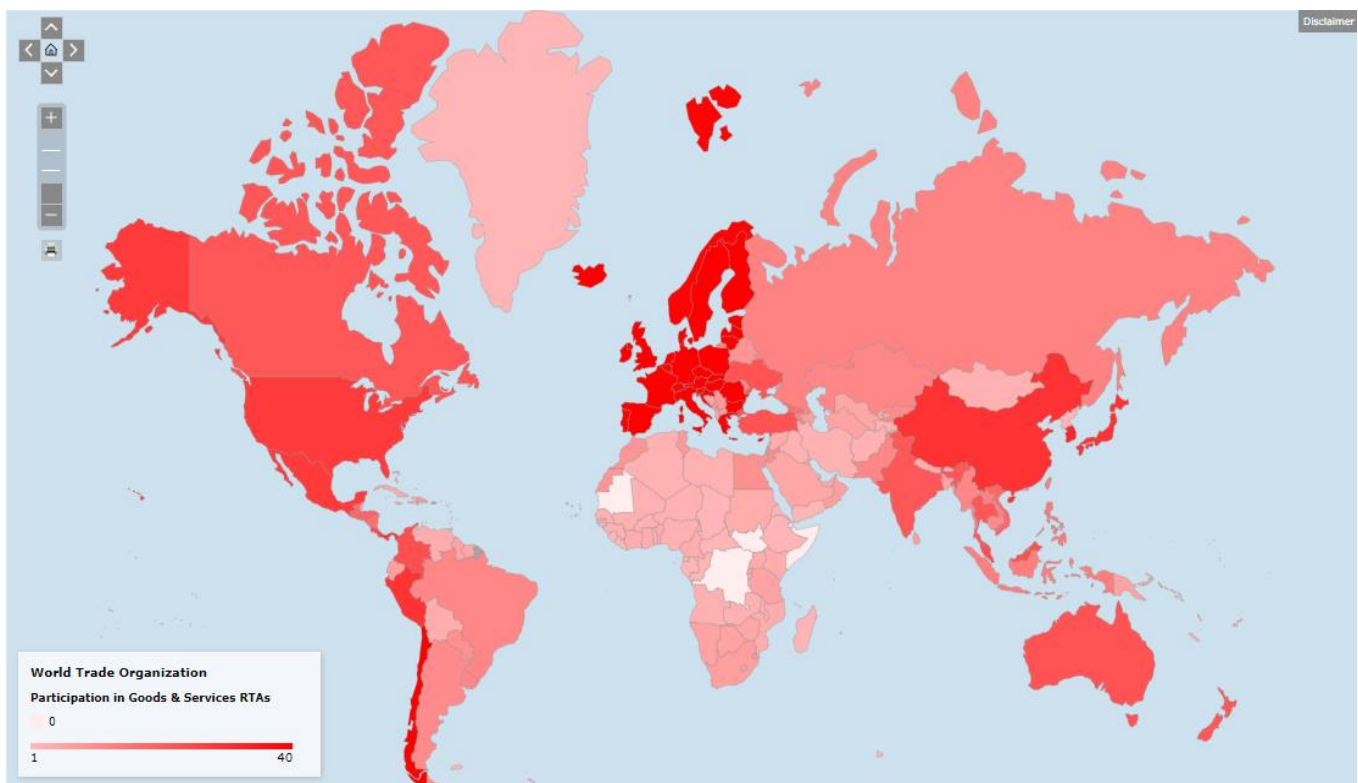 Disclaimer
World Trade Organization
Participation in Goods & Services RTAs
0
1 40